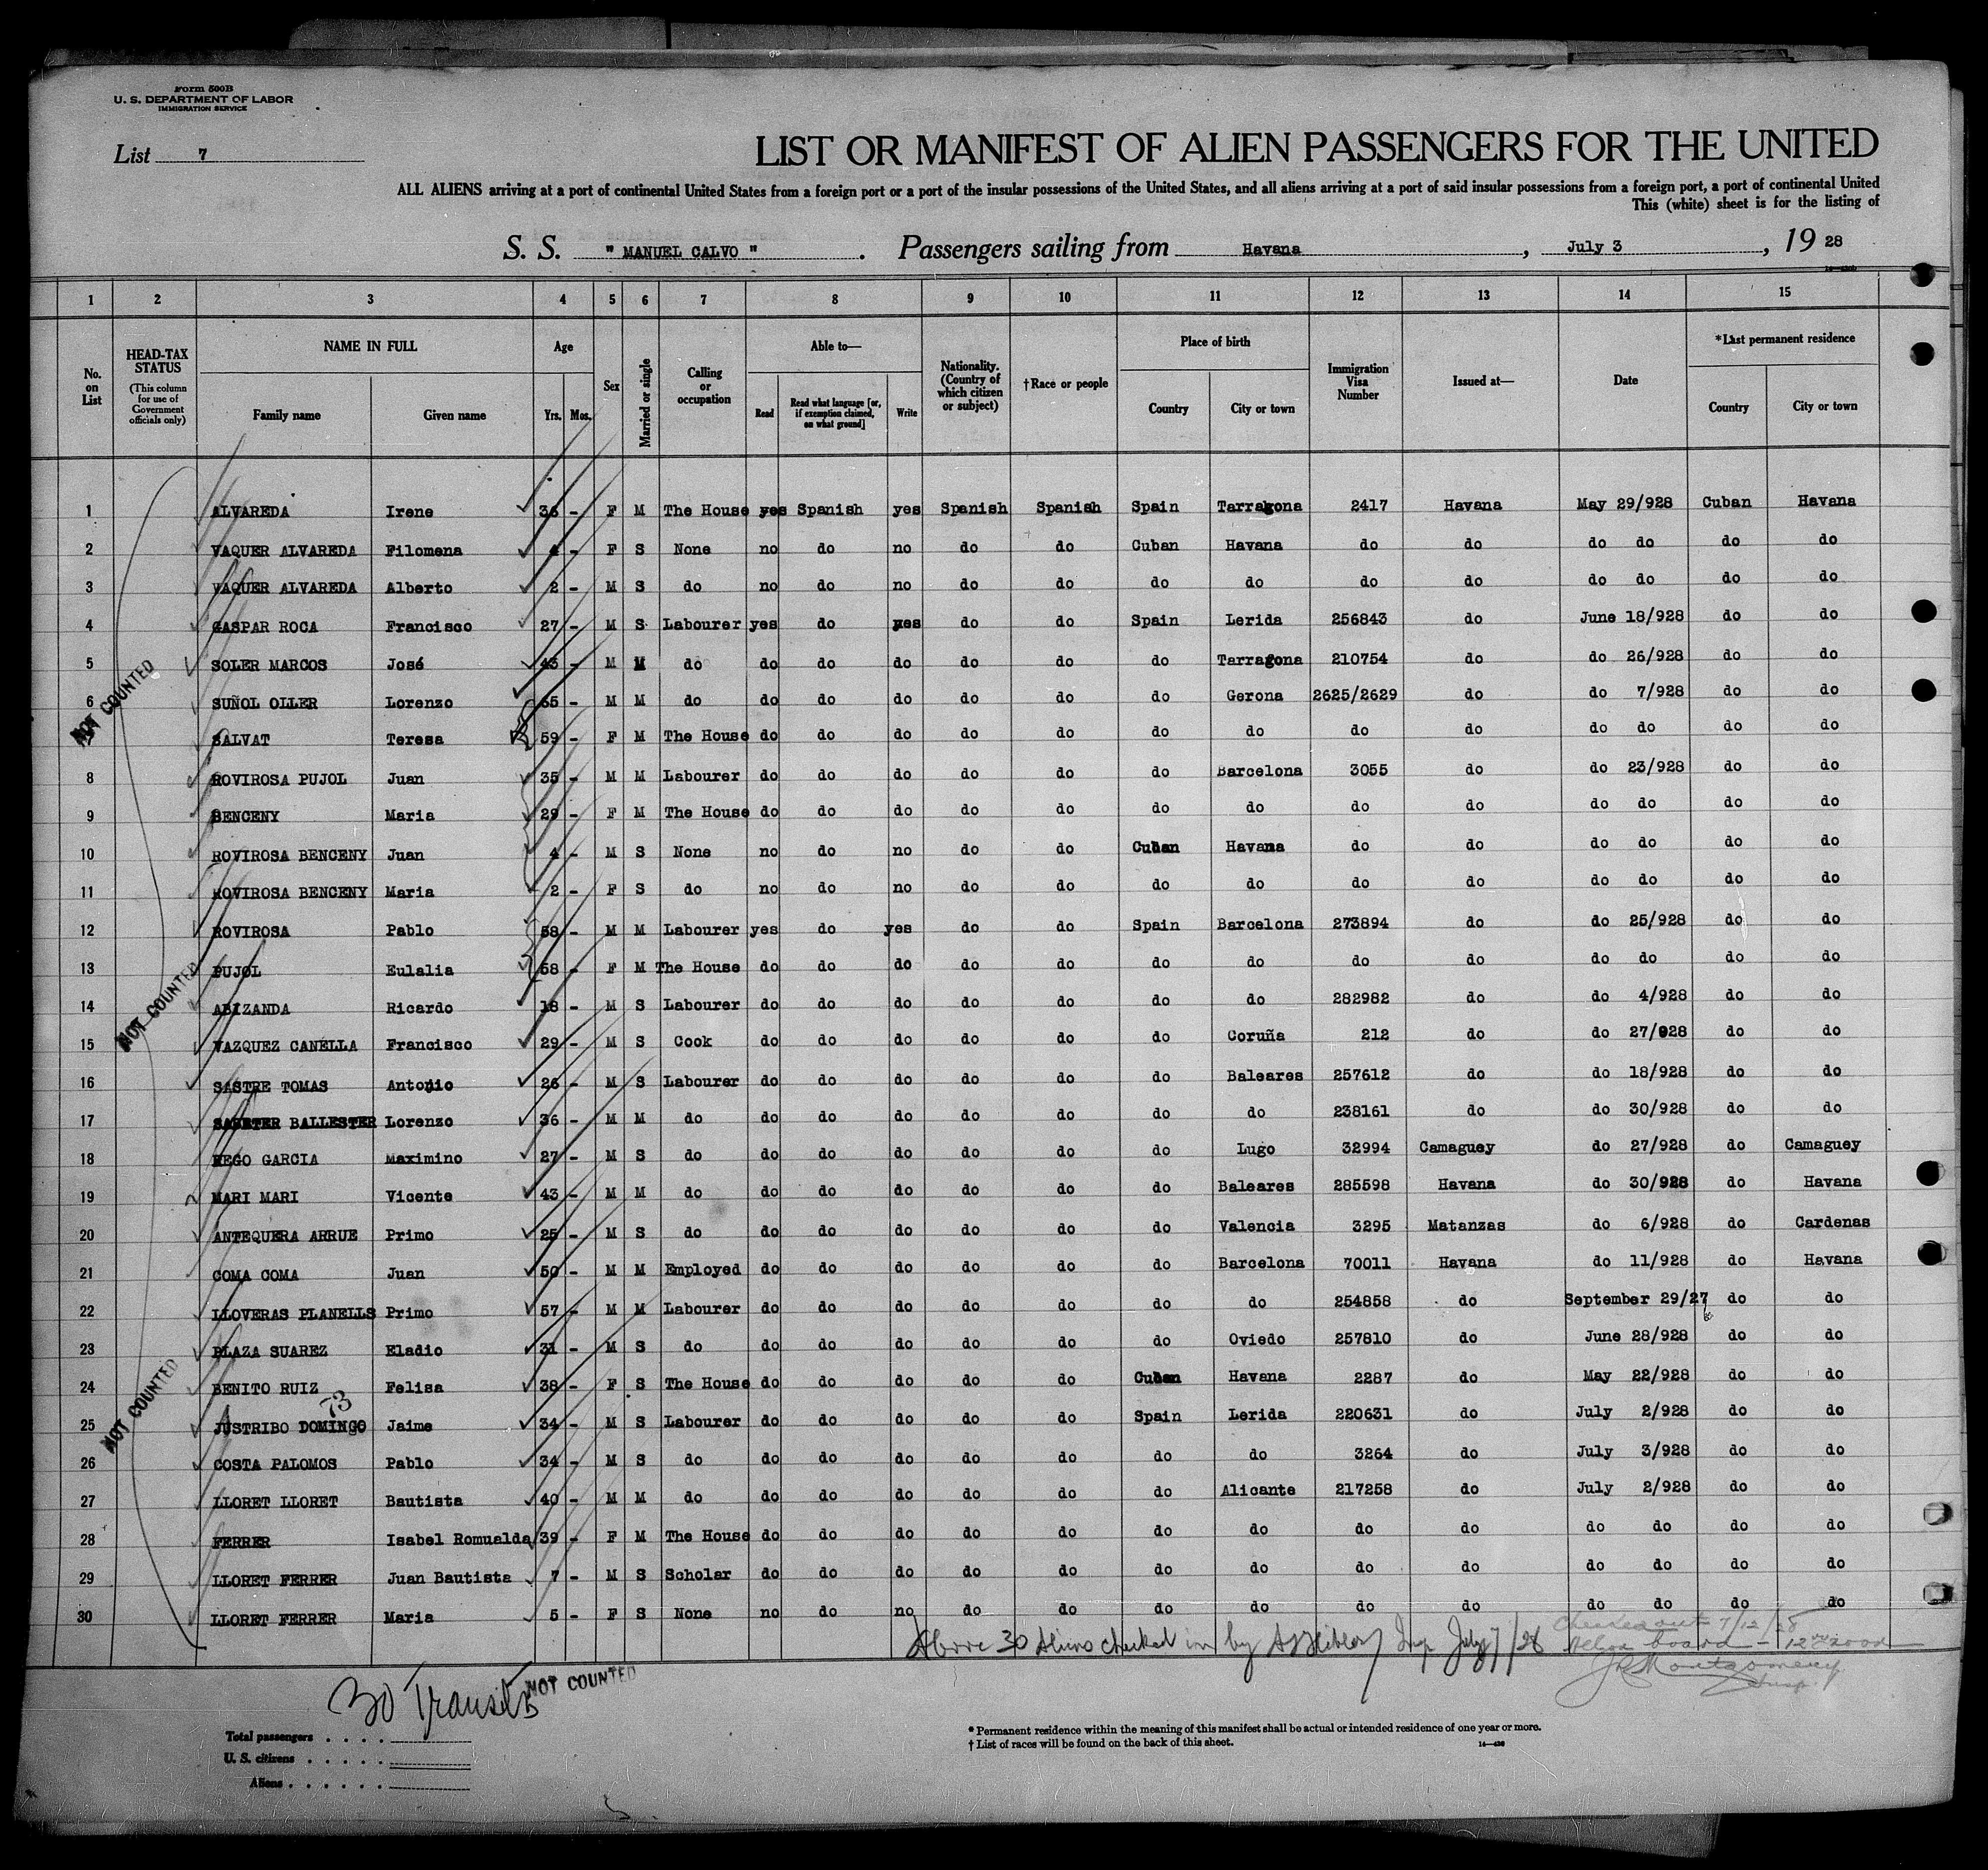 Form 500B
U. S. DEPARTMENT OF LABOR
IMMIGRATION SERVICE
List 7
LIST OR MANIFEST OF ALIEN PASSENGERS FOR THE UNITED
ALL ALIENS arriving at a port of continental United States from a foreign port or a port of the insular possessions of the United States, and all aliens arriving at a port of said insular possessions from a foreign port, a port of continental United
This (white) sheet is for the listing of
S. S. " MANUEL CALVO " . Passengers sailing from Havana , July 3 , 19 28
1 2 3 4 5 6 7 8 9 10 11 12 13 14 15
No. on List
HEAD-TAX STATUS (This column for use of Government officials only)
NAME IN FULL Family name Given name
Age Yrs. Mos.
Sex
Married or single
Calling or occupation
Able to— Read Read what language [or, if exemption claimed, on what ground] Write
Nationality. (Country of which citizen or subject)
†Race or people
Place of birth Country City or town
Immigration Visa Number
Issued at—
Date
*Last permanent residence Country City or town
1 ALVAREDA Irene 36 - F M The House yes Spanish yes Spanish Spanish Spain Tarragona 2417 Havana May 29/928 Cuban Havana
2 VAQUER ALVAREDA Filomena 4 - F S None no do no do do Cuban Havana do do do do do do
3 VAQUER ALVAREDA Alberto 2 - M S do no do no do do do do do do do do do do
4 GASPAR ROCA Francisco 27 - M S Labourer yes do yes do do Spain Lerida 256843 do June 18/928 do do
5 SOLER MARCOS José 43 - M M do do do do do do do Tarragona 210754 do do 26/928 do do
6 SUÑOL OLLER Lorenzo 65 - M M do do do do do do do Gerona 2625/2629 do do 7/928 do do
SALVAT Teresa 59 - F M The House do do do do do do do do do do do do do
8 ROVIROSA PUJOL Juan 35 - M M Labourer do do do do do do Barcelona 3055 do do 23/928 do do
9 BENCENY Maria 29 - F M The House do do do do do do do do do do do do do
10 ROVIROSA BENCENY Juan 4 - M S None no do no do do Cuban Havana do do do do do do
11 ROVIROSA BENCENY Maria 2 - F S do no do no do do do do do do do do do do
12 ROVIROSA Pablo 58 - M M Labourer yes do yes do do Spain Barcelona 273894 do do 25/928 do do
13 PUJOL Eulalia 58 - F M The House do do do do do do do do do do do do do
14 ABIZANDA Ricardo 18 - M S Labourer do do do do do do do 282982 do do 4/928 do do
15 VAZQUEZ CANELLA Francisco 29 - M S Cook do do do do do do Coruña 212 do do 27/928 do do
16 SASTRE TOMAS Antonio 26 - M S Labourer do do do do do do Baleares 257612 do do 18/928 do do
17 BALLESTER Lorenzo 36 - M M do do do do do do do do 238161 do do 30/928 do do
18 REGO GARCIA Maximino 27 - M S do do do do do do do Lugo 32994 Camaguey do 27/928 do Camaguey
19 MARI MARI Vicente 43 - M M do do do do do do do Baleares 285598 Havana do 30/928 do Havana
20 ANTEQUERA ARRUE Primo 25 - M S do do do do do do do Valencia 3295 Matanzas do 6/928 do Cardenas
21 COMA COMA Juan 50 - M M Employed do do do do do do Barcelona 70011 Havana do 11/928 do Havana
22 LLOVERAS PLANELLS Primo 57 - M M Labourer do do do do do do do 254858 do September 29/27 do do
23 PLAZA SUAREZ Eladio 31 - M S do do do do do do do Oviedo 257810 do June 28/928 do do
24 BENITO RUIZ Felisa 38 - F S The House do do do do do Cuban Havana 2287 do May 22/928 do do
73
25 JUSTRIBO DOMINGO Jaime 34 - M S Labourer do do do do do Spain Lerida 220631 do July 2/928 do do
26 COSTA PALOMOS Pablo 34 - M S do do do do do do do do 3264 do July 3/928 do do
27 LLORET LLORET Bautista 40 - M M do do do do do do do Alicante 217258 do July 2/928 do do
28 FERRER Isabel Romualda 39 - F M The House do do do do do do do do do do do do do
29 LLORET FERRER Juan Bautista 7 - M S Scholar do do do do do do do do do do do do do
30 LLORET FERRER Maria 5 - F S None no do no do do do do do do do do do do
NOT COUNTED
NOT COUNTED
NOT COUNTED
Above 30 Aliens checked in by Insp July 7/28
Checked out 7/12/28
board - 12
JR Montgomery
Insp.
30 Transits
NOT COUNTED
Total passengers . . . .
U. S. citizens . . . . .
Aliens . . . . . .
* Permanent residence within the meaning of this manifest shall be actual or intended residence of one year or more.
† List of races will be found on the back of this sheet.